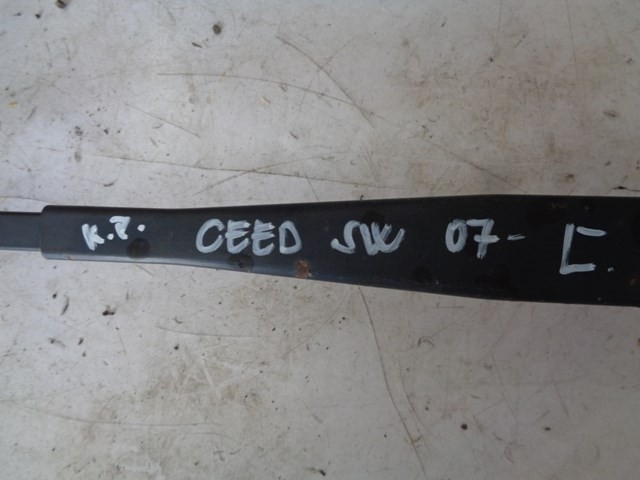 K.I. CEED SW 07- L.